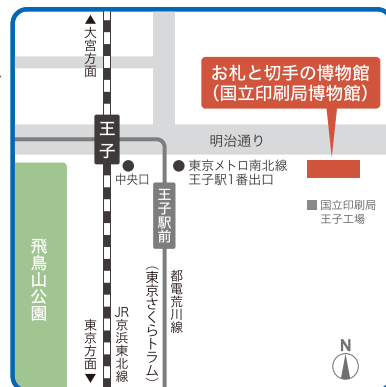 ▲大宮方面
お札と切手の博物館
(国立印刷局博物館)
王子
明治通り
中央口
東京メトロ南北線
王子駅1番出口
王子駅前
国立印刷局
王子工場
飛鳥山公園
東京方面▼
JR京浜東北線
(東京さくらトラム)
都電荒川線
N